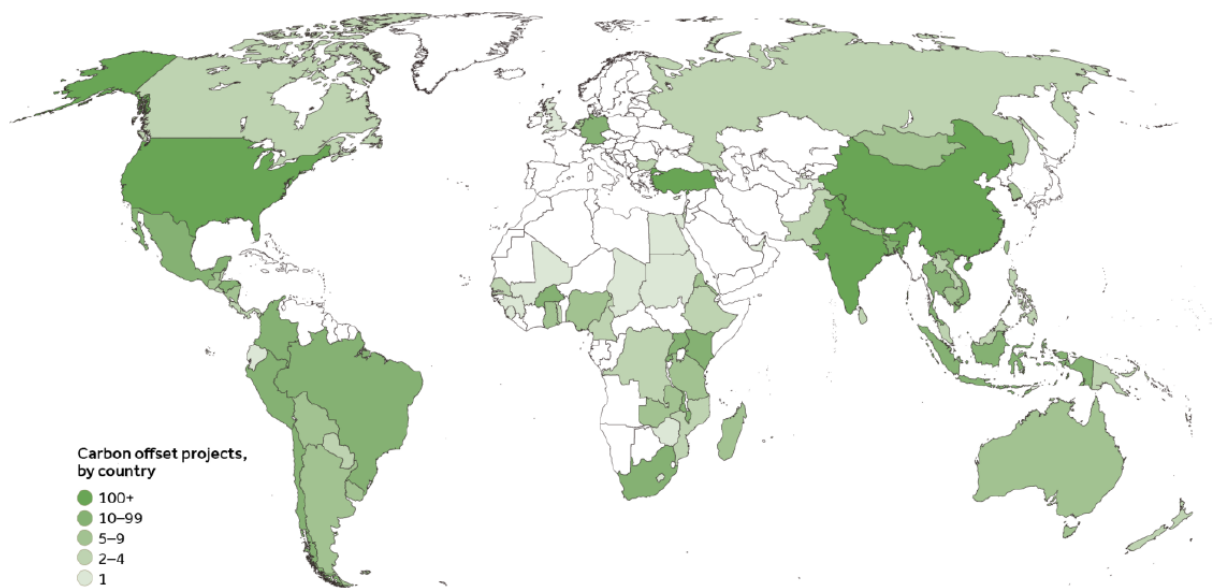 Carbon offset projects,
by country
100+
10–99
5–9
2–4
1